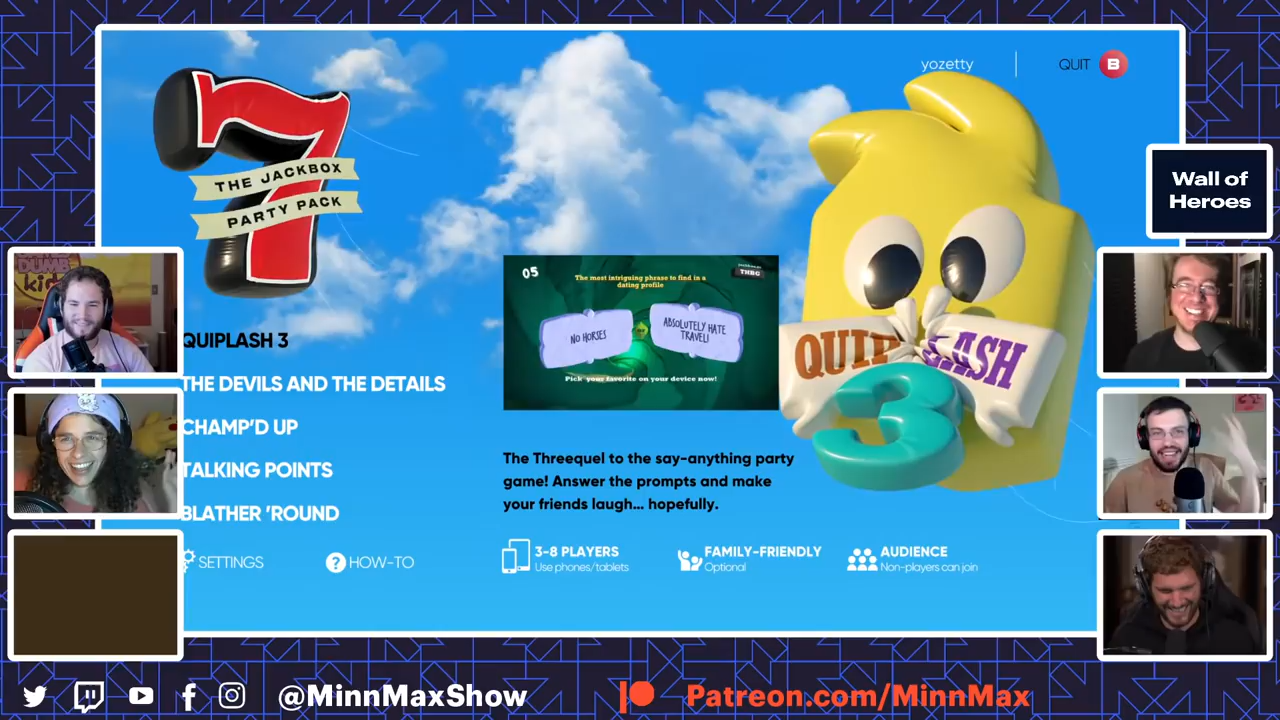 yozetty
QUIT B
THE JACKBOX
PARTY PACK
7
Wall of
Heroes
05
The most intriguing phrase to find in a
dating profile
THBG
NO HORSES
ABSOLUTELY HATE
TRAVEL!
Pick your favorite on your device now!
QUIPLASH
3
QUIPLASH 3
THE DEVILS AND THE DETAILS
CHAMP'D UP
TALKING POINTS
BLATHER 'ROUND
The Threequel to the say-anything party
game! Answer the prompts and make
your friends laugh... hopefully.
SETTINGS
? HOW-TO
3-8 PLAYERS
Use phones/tablets
FAMILY-FRIENDLY
Optional
AUDIENCE
Non-players can join
@MinnMaxShow
Patreon.com/MinnMax